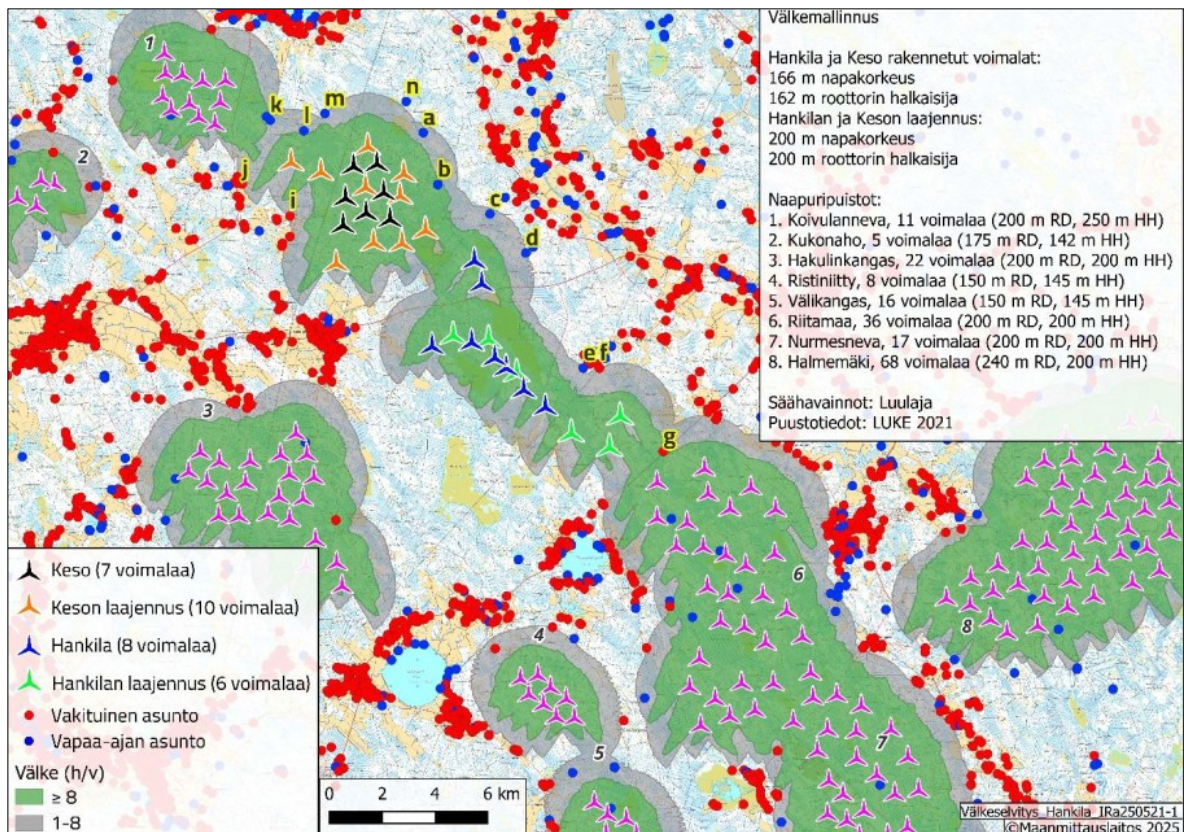 Välkemallinnus
Hankila ja Keso rakennetut voimalat:
166 m napakorkeus
162 m roottorin halkaisija
Hankilan ja Keson laajennus:
200 m napakorkeus
200 m roottorin halkaisija
Naapuripuistot:
1. Koivulanneva, 11 voimalaa (200 m RD, 250 m HH)
2. Kukonaho, 5 voimalaa (175 m RD, 142 m HH)
3. Hakulinkangas, 22 voimalaa (200 m RD, 200 m HH)
4. Ristiniitty, 8 voimalaa (150 m RD, 145 m HH)
5. Välikangas, 16 voimalaa (150 m RD, 145 m HH)
6. Riitamaa, 36 voimalaa (200 m RD, 200 m HH)
7. Nurmesneva, 17 voimalaa (200 m RD, 200 m HH)
8. Halmemäki, 68 voimalaa (240 m RD, 200 m HH)
Säähavainnot: Luulaja
Puustotiedot: LUKE 2021
1
n
k
l
m
a
2
j
b
i
c
d
e f
3
g
6
4
8
5
7
Keso (7 voimalaa)
Keson laajennus (10 voimalaa)
Hankila (8 voimalaa)
Hankilan laajennus (6 voimalaa)
Vakituinen asunto
Vapaa-ajan asunto
Välke (h/v)
≥ 8
1-8
0 2 4 6 km
Välkeselvitys_Hankila_IRa250521-1
©Maanmittauslaitos 2025